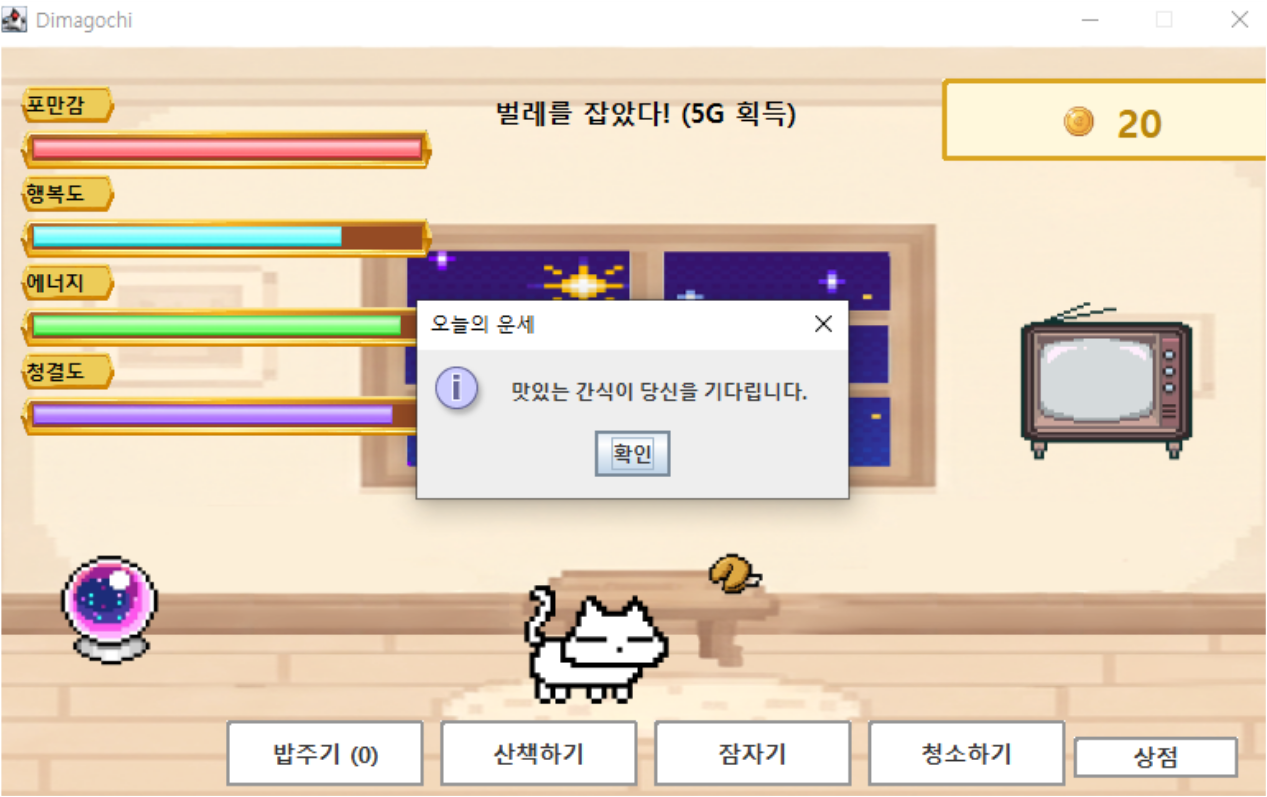 Dimagochi
포만감
벌레를 잡았다! (5G 획득)
20
행복도
에너지
청결도
오늘의 운세
맛있는 간식이 당신을 기다립니다.
확인
밥주기 (0)
산책하기
잠자기
청소하기
상점